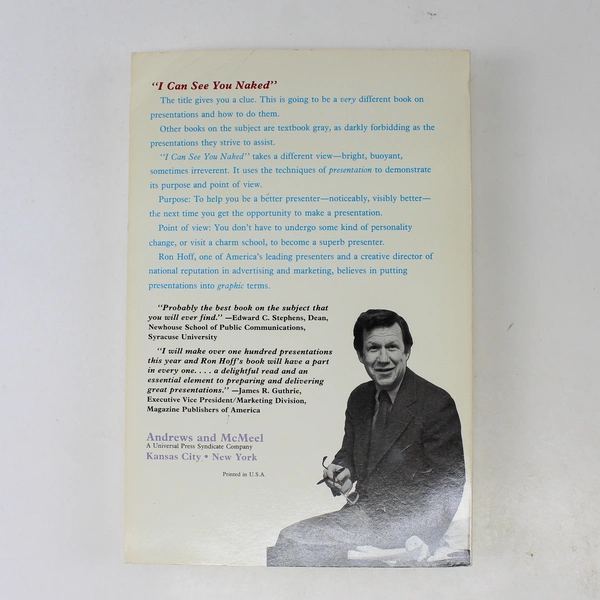 "I Can See You Naked"
The title gives you a clue. This is going to be a very different book on
presentations and how to do them.
Other books on the subject are textbook gray, as darkly forbidding as the
presentations they strive to assist.
"I Can See You Naked" takes a different view—bright, buoyant,
sometimes irreverent. It uses the techniques of presentation to demonstrate
its purpose and point of view.
Purpose: To help you be a better presenter—noticeably, visibly better—
the next time you get the opportunity to make a presentation.
Point of view: You don't have to undergo some kind of personality
change, or visit a charm school, to become a superb presenter.
Ron Hoff, one of America's leading presenters and a creative director of
national reputation in advertising and marketing, believes in putting
presentations into graphic terms.
"Probably the best book on the subject that
you will ever find." —Edward C. Stephens, Dean,
Newhouse School of Public Communications,
Syracuse University
"I will make over one hundred presentations
this year and Ron Hoff's book will have a part
in every one. . . . a delightful read and an
essential element to preparing and delivering
great presentations." —James R. Guthrie,
Executive Vice President/Marketing Division,
Magazine Publishers of America
Andrews and McMeel
A Universal Press Syndicate Company
Kansas City • New York
Printed in U.S.A.